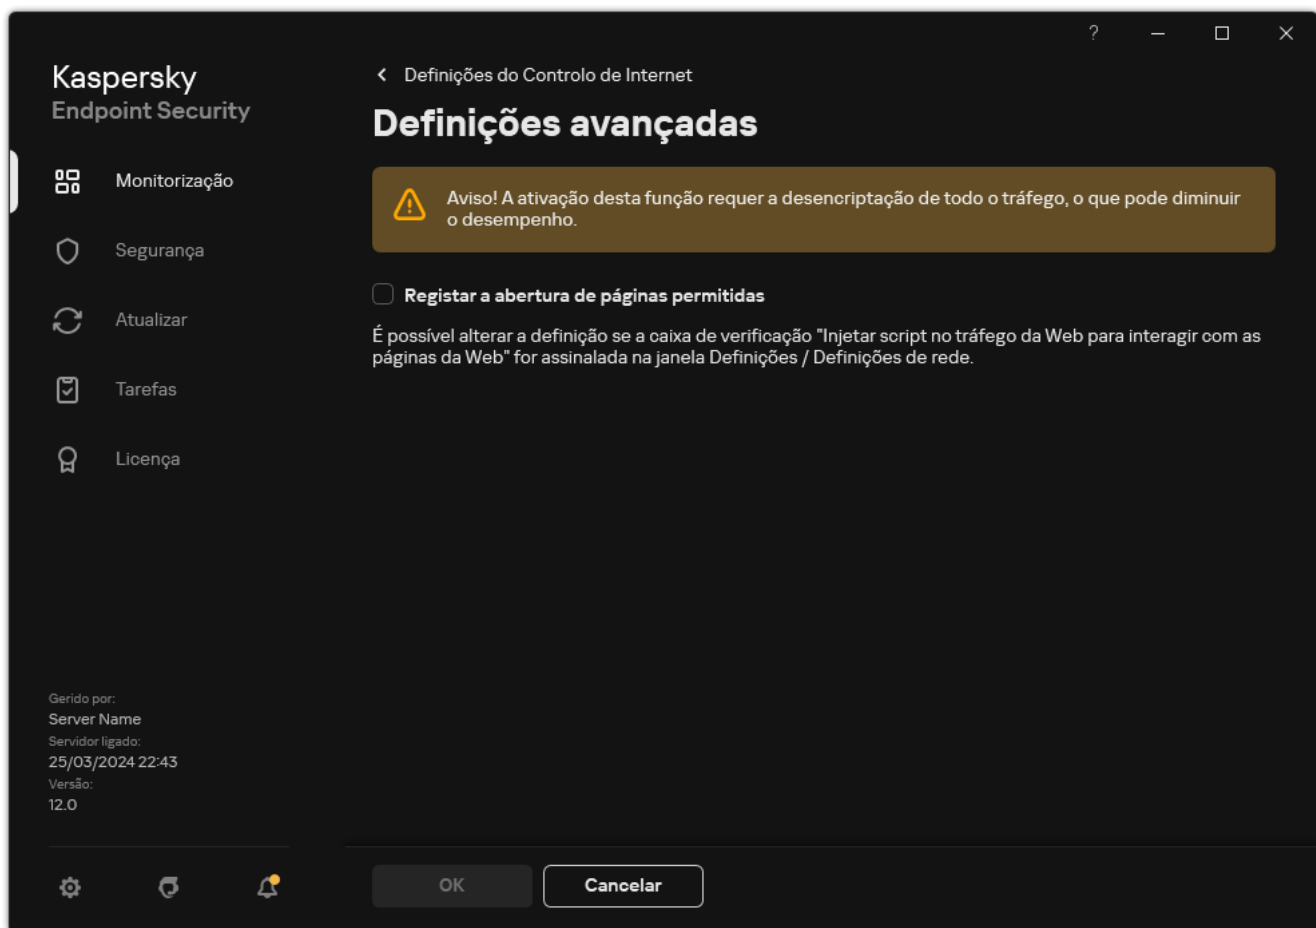 ?
Kaspersky
Endpoint Security
Monitorização
Segurança
Atualizar
Tarefas
Licença
Gerido por:
Server Name
Servidor ligado:
25/03/2024 22:43
Versão:
12.0
Definições do Controlo de Internet
Definições avançadas
Aviso! A ativação desta função requer a desencriptação de todo o tráfego, o que pode diminuir
o desempenho.
Registar a abertura de páginas permitidas
É possível alterar a definição se a caixa de verificação "Injetar script no tráfego da Web para interagir com as
páginas da Web" for assinalada na janela Definições / Definições de rede.
OK
Cancelar